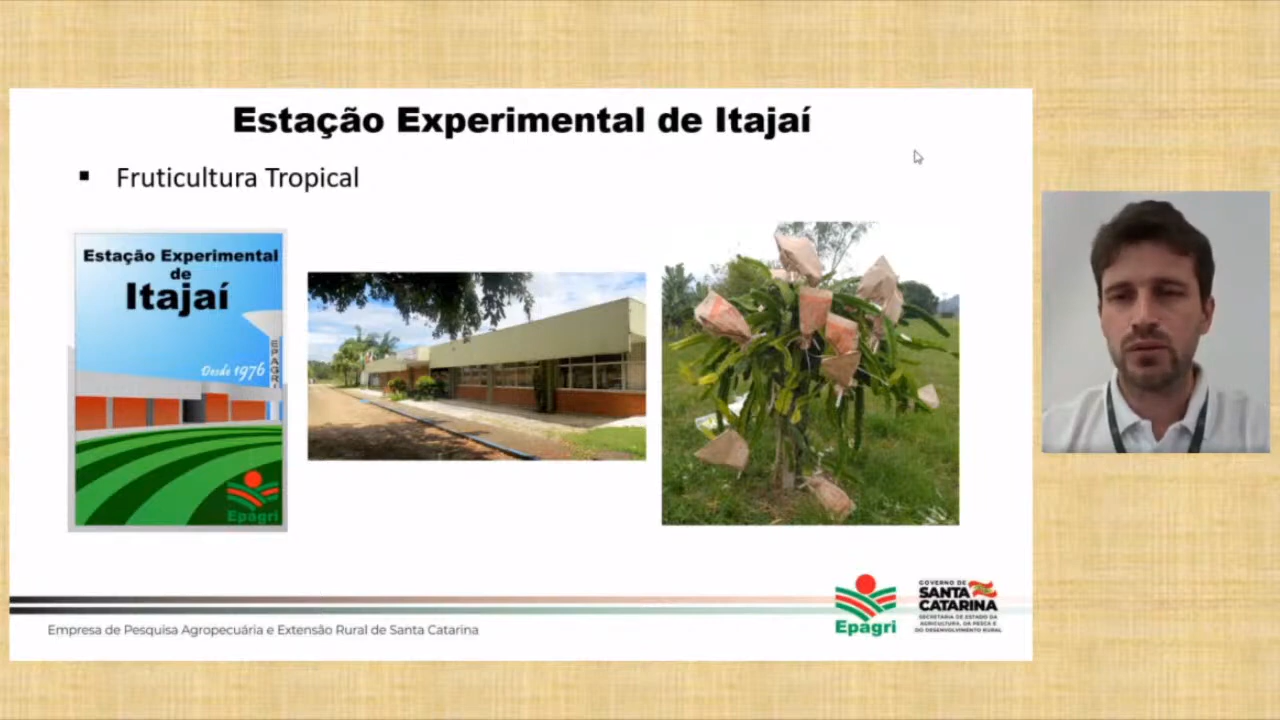 Estação Experimental de Itajaí
▪ Fruticultura Tropical
Estação Experimental
de
Itajaí
Desde 1976
EPAGRI
Epagri
Epagri
GOVERNO DE
SANTA
CATARINA
SECRETARIA DE ESTADO DA
AGRICULTURA, DA PESCA E
DO DESENVOLVIMENTO RURAL
Empresa de Pesquisa Agropecuária e Extensão Rural de Santa Catarina